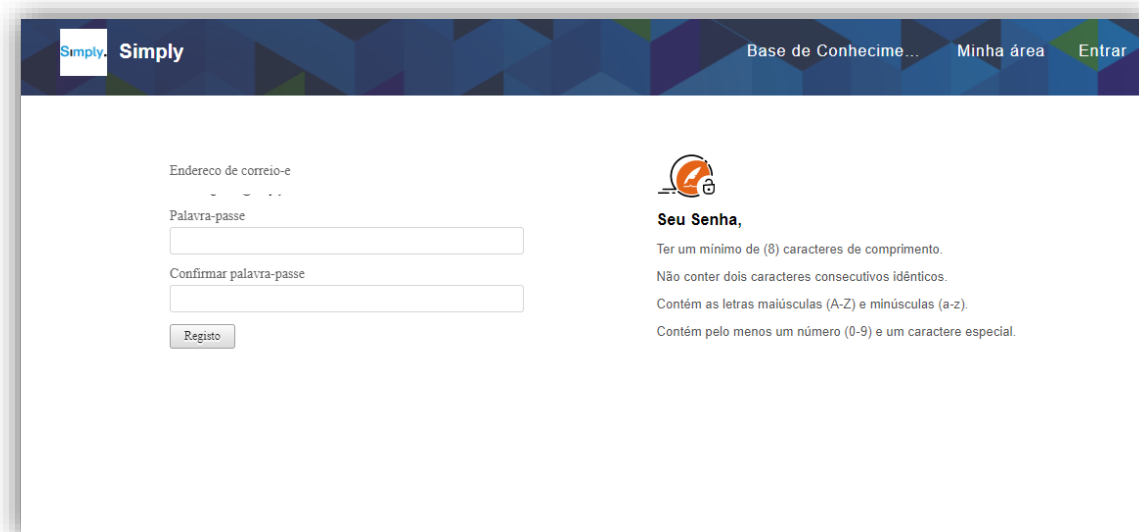 Simply.
Simply
Base de Conhecime...
Minha área
Entrar
Endereco de correio-e
Palavra-passe
Confirmar palavra-passe
Registo
Seu Senha,
Ter um mínimo de (8) caracteres de comprimento.
Não conter dois caracteres consecutivos idênticos.
Contém as letras maiúsculas (A-Z) e minúsculas (a-z).
Contém pelo menos um número (0-9) e um caractere especial.